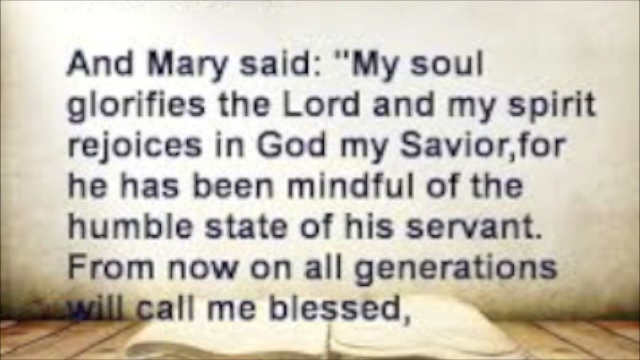 And Mary said: "My soul
glorifies the Lord and my spirit
rejoices in God my Savior,for
he has been mindful of the
humble state of his servant.
From now on all generations
will call me blessed,